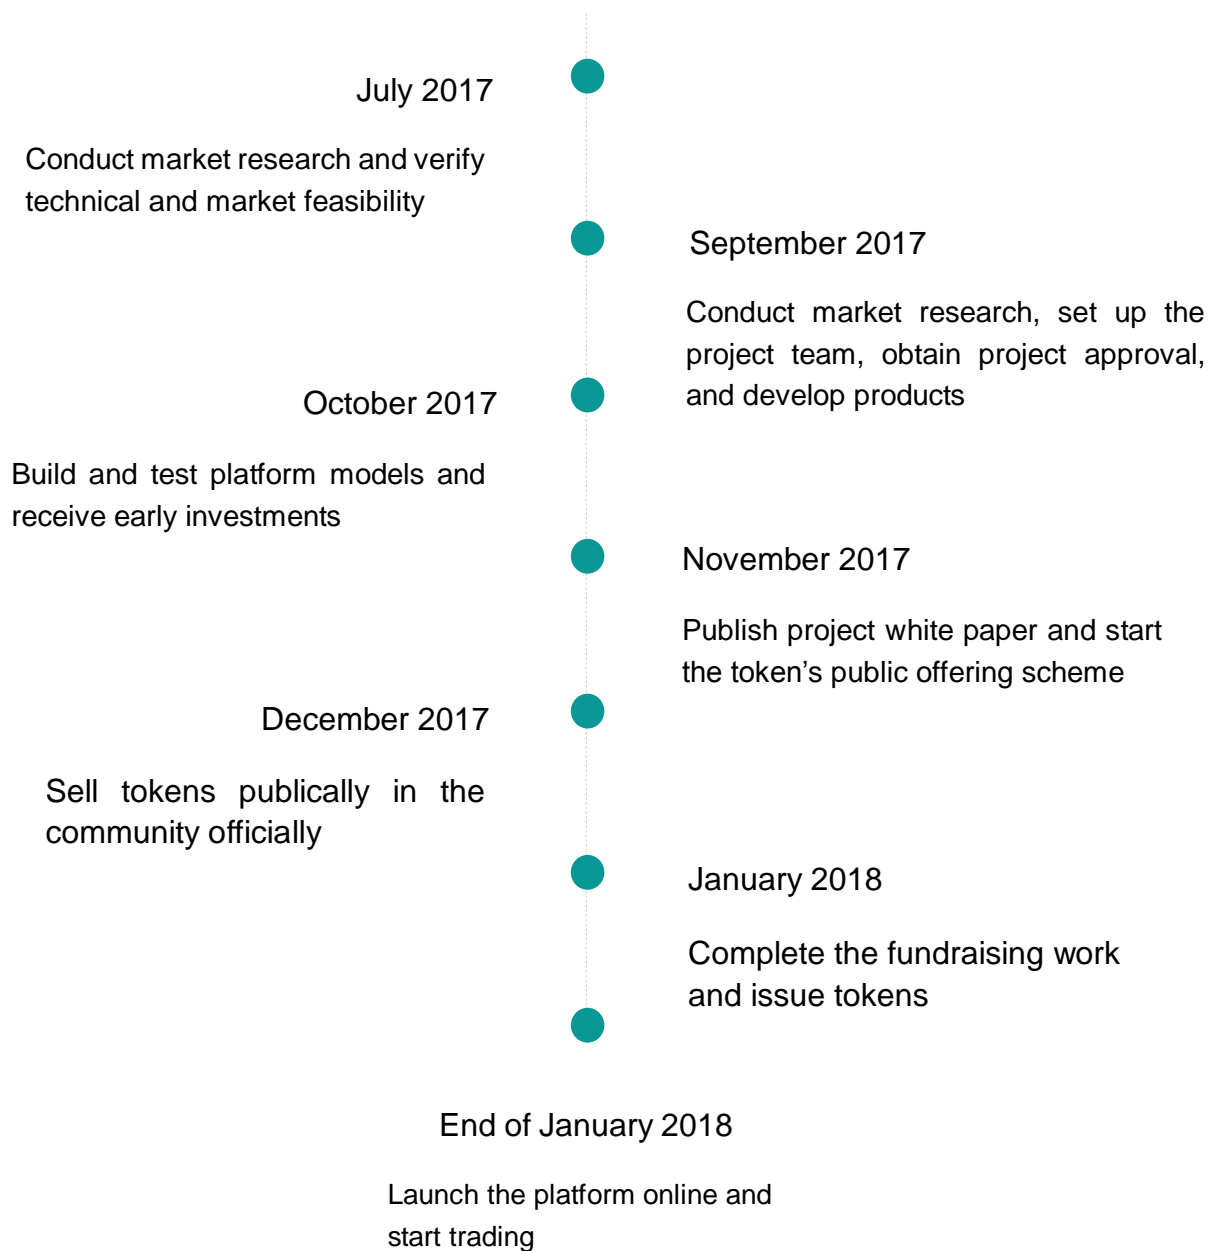 July 2017
Conduct market research and verify
technical and market feasibility
September 2017
Conduct market research, set up the
project team, obtain project approval,
and develop products
October 2017
Build and test platform models and
receive early investments
November 2017
Publish project white paper and start
the token’s public offering scheme
December 2017
Sell tokens publically in the
community officially
January 2018
Complete the fundraising work
and issue tokens
End of January 2018
Launch the platform online and
start trading